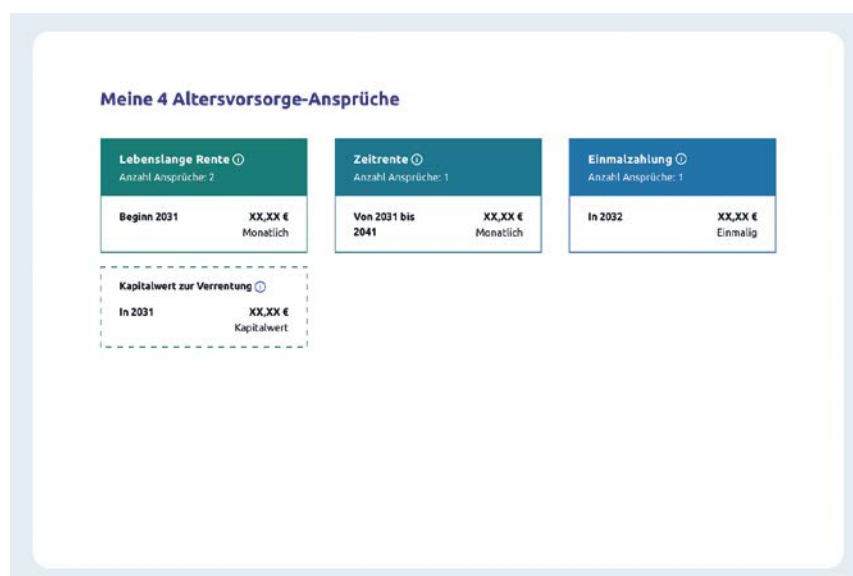 Meine 4 Altersvorsorge-Ansprüche
Lebenslange Rente
Anzahl Ansprüche: 2
Beginn 2031 XX,XX €
Monatlich
Zeitrente
Anzahl Ansprüche: 1
Von 2031 bis XX,XX €
2041 Monatlich
Einmalzahlung
Anzahl Ansprüche: 1
In 2032 XX,XX €
Einmalig
Kapitalwert zur Verrentung
In 2031 XX,XX €
Kapitalwert